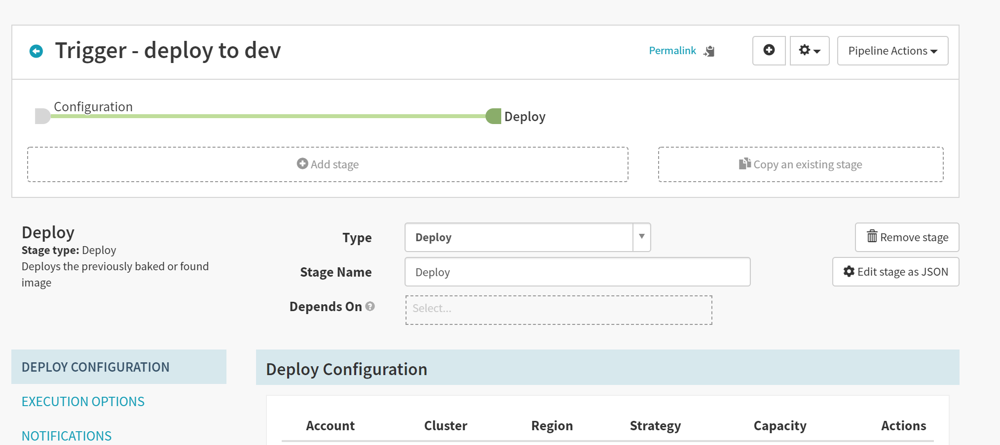 Trigger - deploy to dev
Permalink
Pipeline Actions
Configuration
Deploy
Add stage
Copy an existing stage
Deploy
Stage type: Deploy
Deploys the previously baked or found
image
Type
Deploy
Remove stage
Stage Name
Deploy
Edit stage as JSON
Depends On
Select...
DEPLOY CONFIGURATION
EXECUTION OPTIONS
NOTIFICATIONS
Deploy Configuration
Account Cluster Region Strategy Capacity Actions